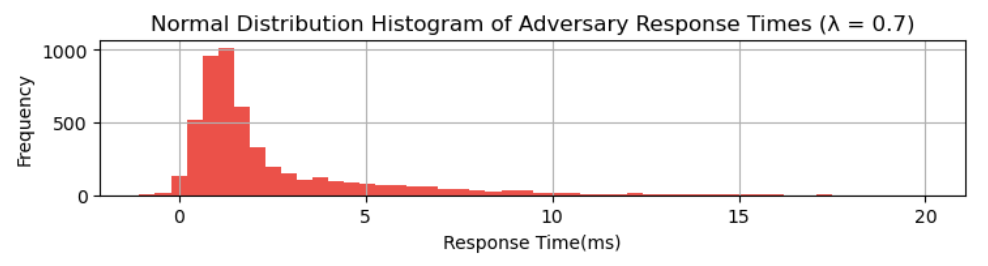 Normal Distribution Histogram of Adversary Response Times (λ = 0.7)
1000
500
0
Frequency
0 5 10 15 20
Response Time(ms)